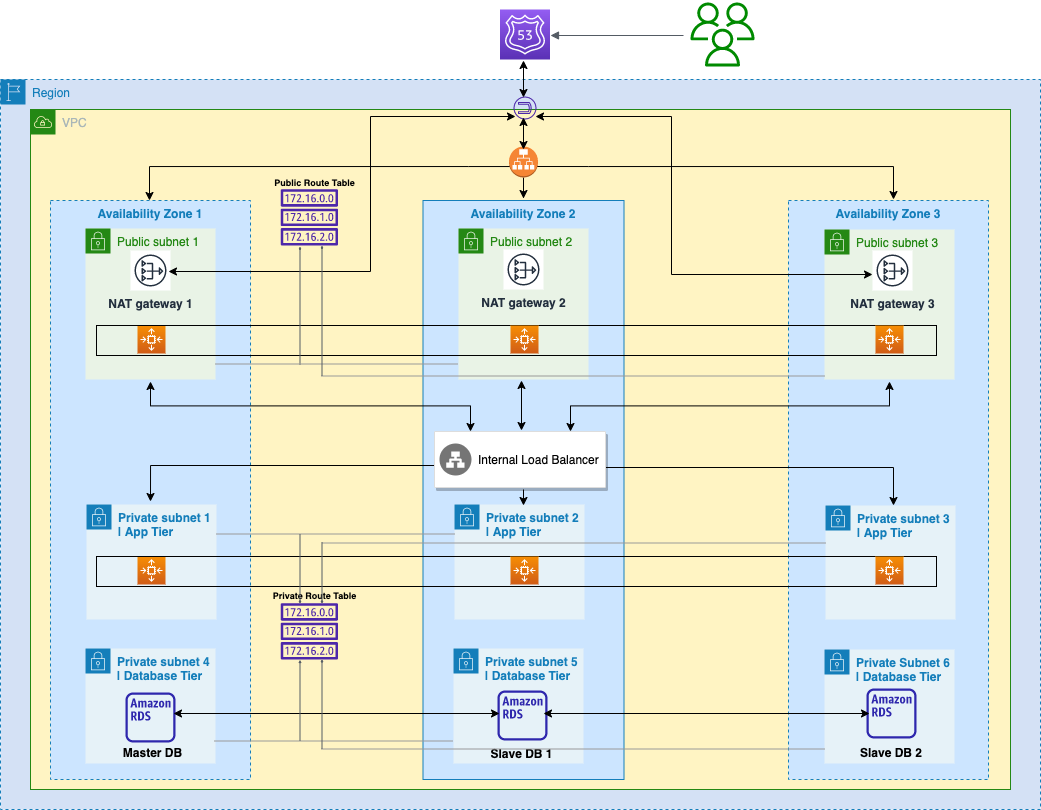 53
Region
VPC
Public Route Table
172.16.0.0
172.16.1.0
172.16.2.0
Availability Zone 1
Availability Zone 2
Availability Zone 3
Public subnet 1
Public subnet 2
Public subnet 3
NAT gateway 1
NAT gateway 2
NAT gateway 3
Internal Load Balancer
Private subnet 1
| App Tier
Private subnet 2
| App Tier
Private subnet 3
| App Tier
Private Route Table
172.16.0.0
172.16.1.0
172.16.2.0
Private subnet 4
| Database Tier
Private subnet 5
| Database Tier
Private Subnet 6
| Database Tier
Amazon
RDS
Amazon
RDS
Amazon
RDS
Master DB
Slave DB 1
Slave DB 2